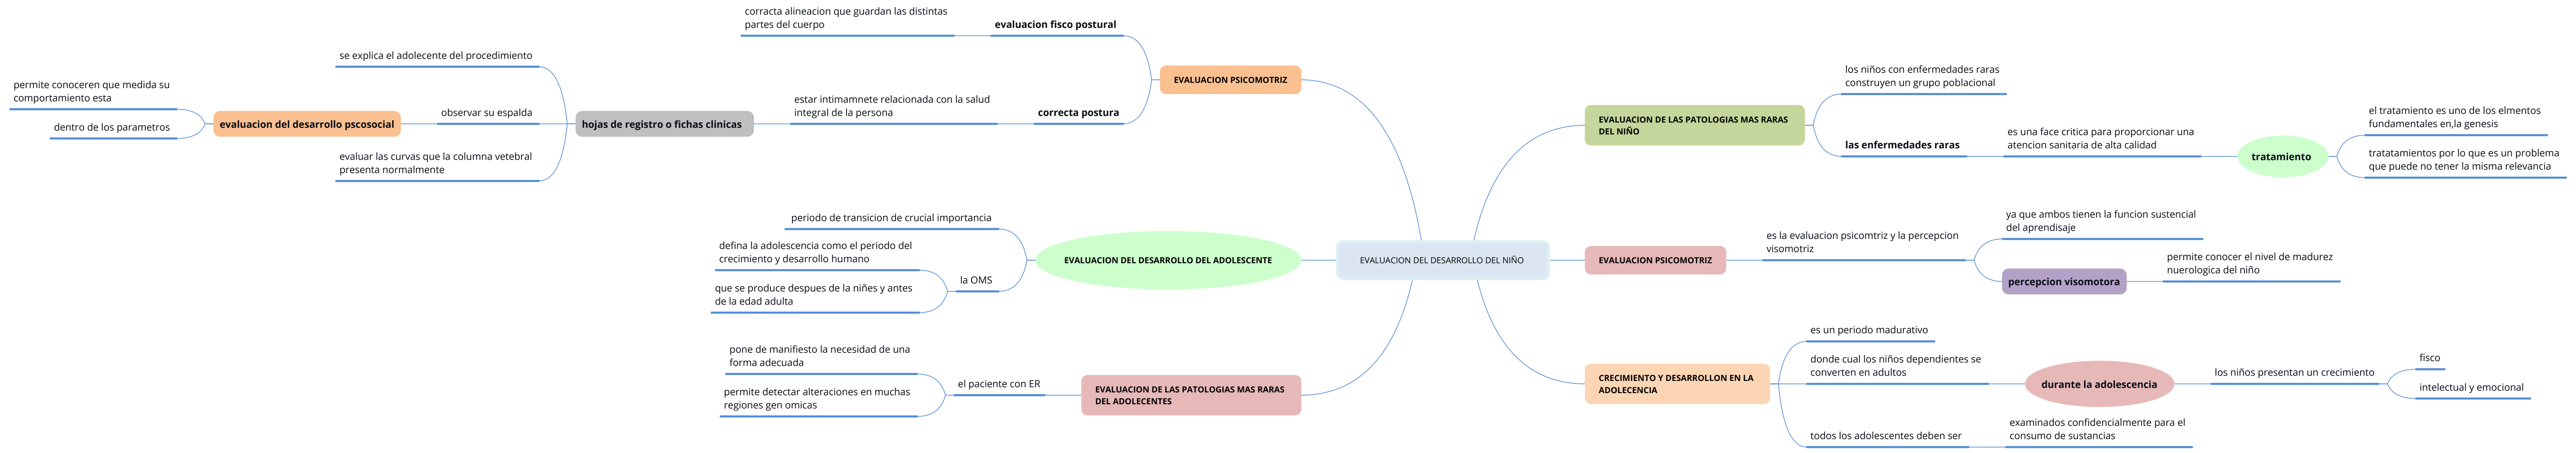 EVALUACION DEL DESARROLLO DEL NIÑO
EVALUACION DE LAS PATOLOGIAS MAS RARAS
DEL NIÑO
los niños con enfermedades raras
construyen un grupo poblacional
las enfermedades raras
es una face critica para proporcionar una
atencion sanitaria de alta calidad
tratamiento
el tratamiento es uno de los elmentos
fundamentales en,la genesis
tratatamientos por lo que es un problema
que puede no tener la misma relevancia
EVALUACION PSICOMOTRIZ
es la evaluacion psicomtriz y la percepcion
visomotriz
ya que ambos tienen la funcion sustencial
del aprendisaje
percepcion visomotora
permite conocer el nivel de madurez
nuerologica del niño
CRECIMIENTO Y DESARROLLON EN LA
ADOLECENCIA
es un periodo madurativo
donde cual los niños dependientes se
converten en adultos
durante la adolescencia
los niños presentan un crecimiento
fisco
intelectual y emocional
todos los adolescentes deben ser
examinados confidencialmente para el
consumo de sustancias
EVALUACION PSICOMOTRIZ
evaluacion fisco postural
corracta alineacion que guardan las distintas
partes del cuerpo
correcta postura
estar intimamnete relacionada con la salud
integral de la persona
hojas de registro o fichas clinicas
se explica el adolecente del procedimiento
observar su espalda
evaluacion del desarrollo pscosocial
permite conoceren que medida su
comportamiento esta
dentro de los parametros
evaluar las curvas que la columna vetebral
presenta normalmente
EVALUACION DEL DESARROLLO DEL ADOLESCENTE
periodo de transicion de crucial importancia
la OMS
defina la adolescencia como el periodo del
crecimiento y desarrollo humano
que se produce despues de la niñes y antes
de la edad adulta
EVALUACION DE LAS PATOLOGIAS MAS RARAS
DEL ADOLECENTES
el paciente con ER
pone de manifiesto la necesidad de una
forma adecuada
permite detectar alteraciones en muchas
regiones gen omicas